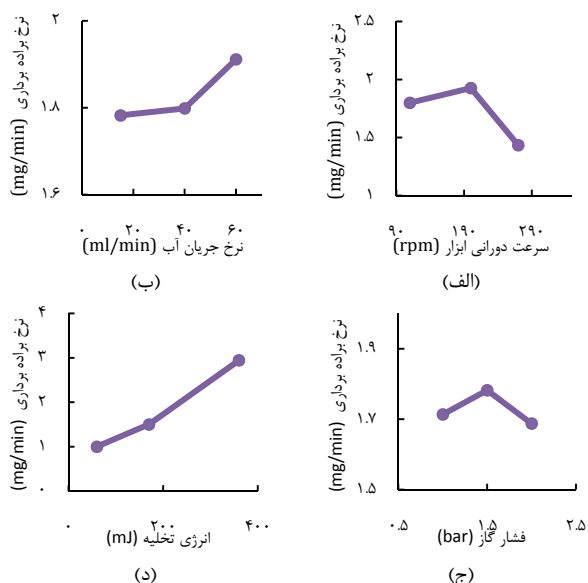 نرخ براده برداری
(mg/min)
۲.۵
۲
۱.۵
۱
۹۰ ۱۹۰ ۲۹۰
سرعت دورانی ابزار (rpm)
(الف)
نرخ براده برداری
(mg/min)
۲
۱.۸
۱.۶
۰ ۲۰ ۴۰ ۶۰
نرخ جریان آب (ml/min)
(ب)
نرخ براده برداری
(mg/min)
۱.۹
۱.۷
۱.۵
۰.۵ ۱.۵ ۲.۵
فشار گاز (bar)
(ج)
نرخ براده برداری
(mg/min)
۴
۳
۲
۱
۰
۰ ۲۰۰ ۴۰۰
انرژی تخلیه (mJ)
(د)